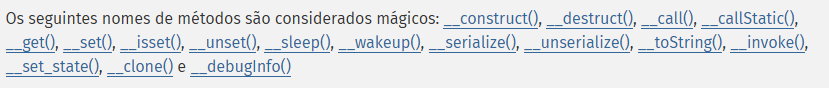 Os seguintes nomes de métodos são considerados mágicos: __construct(), __destruct(), __call(), __callStatic(),
__get(), __set(), __isset(), __unset(), __sleep(), __wakeup(), __serialize(), __unserialize(), __toString(), __invoke(),
__set_state(), __clone() e __debugInfo()